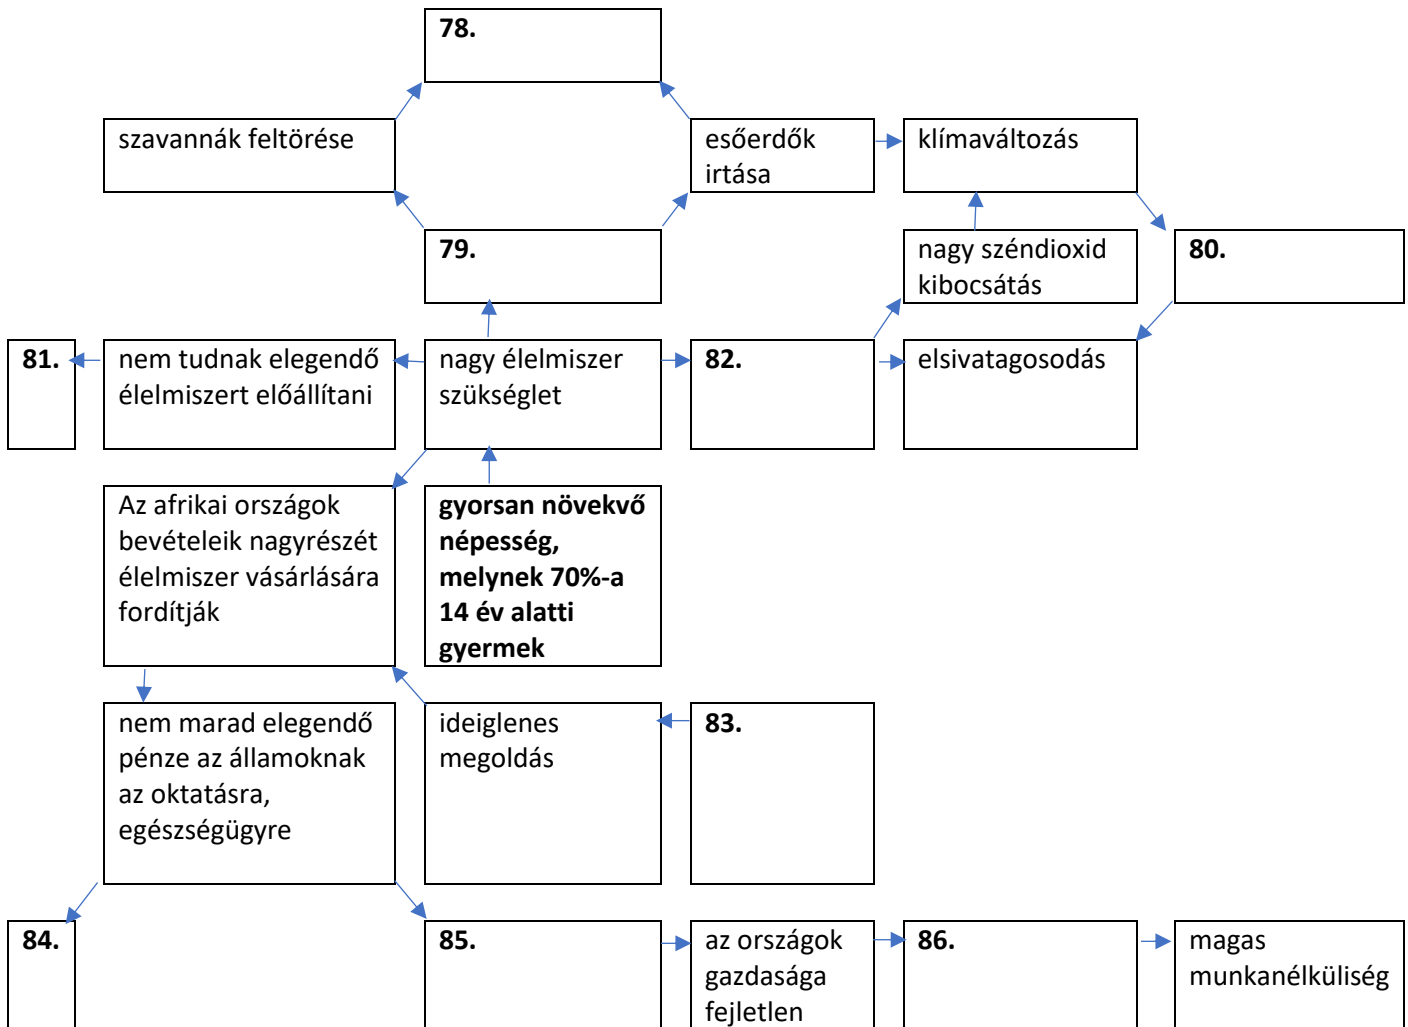 78.
szavannák feltörése
esőerdők
irtása
klímaváltozás
79.
nagy széndioxid
kibocsátás
80.
81.
nem tudnak elegendő
élelmiszert előállítani
nagy élelmiszer
szükséglet
82.
elsivatagosodás
Az afrikai országok
bevételeik nagyrészét
élelmiszer vásárlására
fordítják
gyorsan növekvő
népesség,
melynek 70%-a
14 év alatti
gyermek
nem marad elegendő
pénze az államoknak
az oktatásra,
egészségügyre
ideiglenes
megoldás
83.
84.
85.
az országok
gazdasága
fejletlen
86.
magas
munkanélküliség